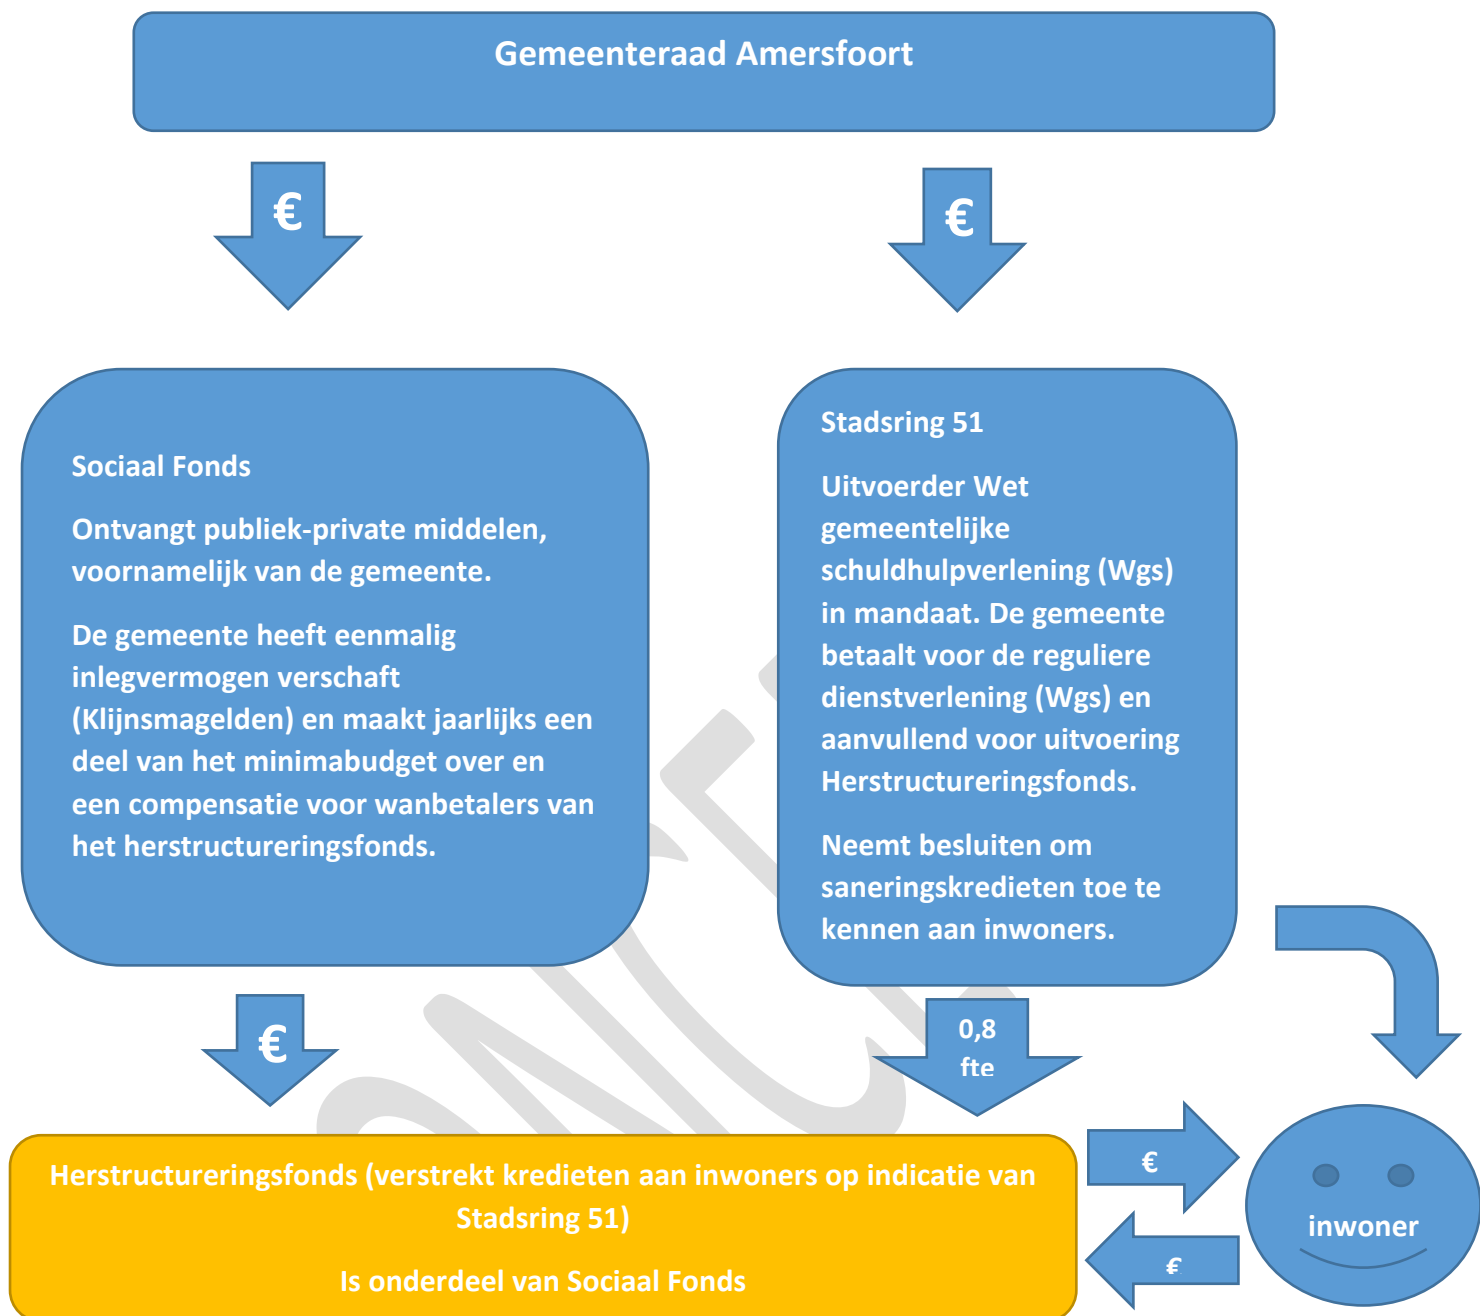 Gemeenteraad Amersfoort
€
€
Sociaal Fonds
Ontvangt publiek-private middelen,
voornamelijk van de gemeente.
De gemeente heeft eenmalig
inlegvermogen verschaft
(Klijnsmagelden) en maakt jaarlijks een
deel van het minimabudget over en
een compensatie voor wanbetalers van
het herstructureringsfonds.
Stadsring 51
Uitvoerder Wet
gemeentelijke
schuldhulpverlening (Wgs)
in mandaat. De gemeente
betaalt voor de reguliere
dienstverlening (Wgs) en
aanvullend voor uitvoering
Herstructureringsfonds.
Neemt besluiten om
saneringskredieten toe te
kennen aan inwoners.
€
0,8
fte
Herstructureringsfonds (verstrekt kredieten aan inwoners op indicatie van
Stadsring 51)
Is onderdeel van Sociaal Fonds
€
€
inwoner